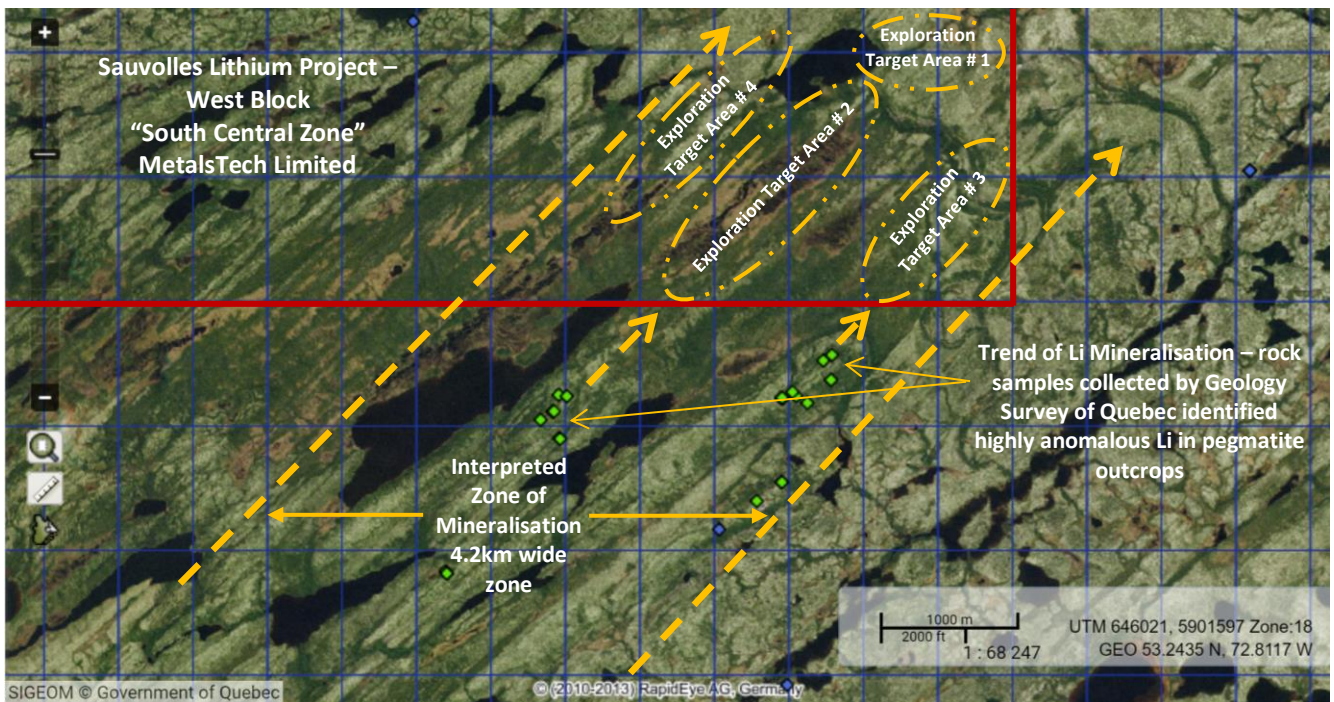 Sauvolles Lithium Project –
West Block
“South Central Zone”
MetalsTech Limited
Exploration
Target Area # 1
Exploration
Target Area # 4
Exploration Target Area # 2
Exploration
Target Area # 3
Trend of Li Mineralisation – rock
samples collected by Geology
Survey of Quebec identified
highly anomalous Li in pegmatite
outcrops
Interpreted
Zone of
Mineralisation
4.2km wide
zone
1000 m
2000 ft
1 : 68 247
UTM 646021, 5901597 Zone:18
GEO 53.2435 N, 72.8117 W
SIGEOM © Government of Quebec
© (2010-2013) RapidEye AG, Germany